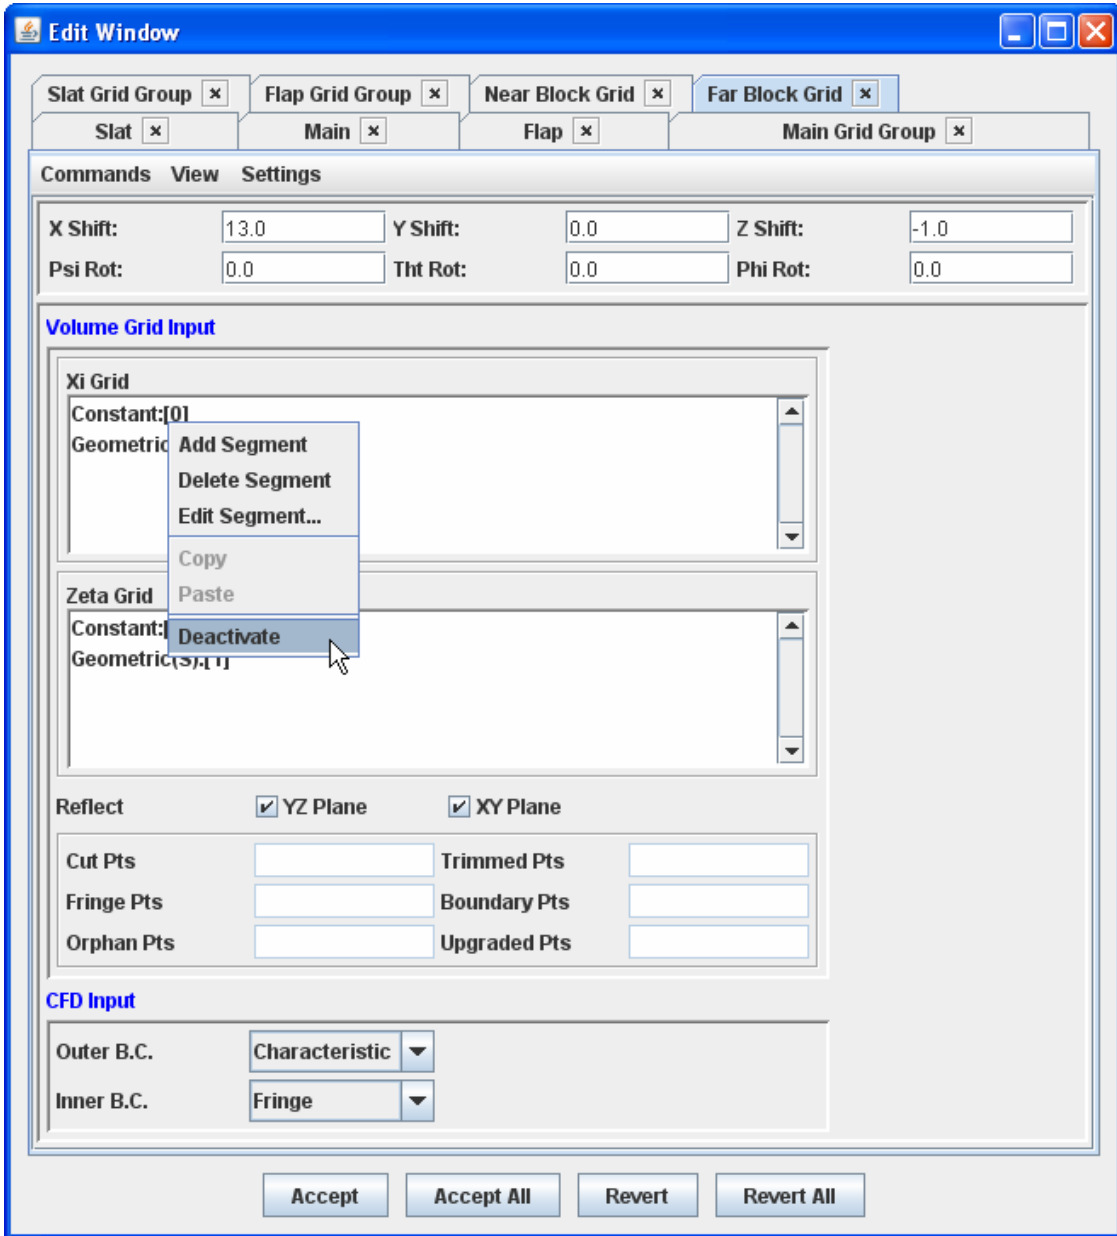 Edit Window
Slat Grid Group Flap Grid Group Near Block Grid Far Block Grid
Slat Main Flap Main Grid Group
Commands View Settings
X Shift: 13.0 Y Shift: 0.0 Z Shift: -1.0
Psi Rot: 0.0 Tht Rot: 0.0 Phi Rot: 0.0
Volume Grid Input
Xi Grid
Constant:[0]
Geometric
Add Segment
Delete Segment
Edit Segment...
Copy
Paste
Deactivate
Zeta Grid
Constant:[
Geometric(S):[1]
Reflect YZ Plane XY Plane
Cut Pts Trimmed Pts
Fringe Pts Boundary Pts
Orphan Pts Upgraded Pts
CFD Input
Outer B.C. Characteristic
Inner B.C. Fringe
Accept Accept All Revert Revert All